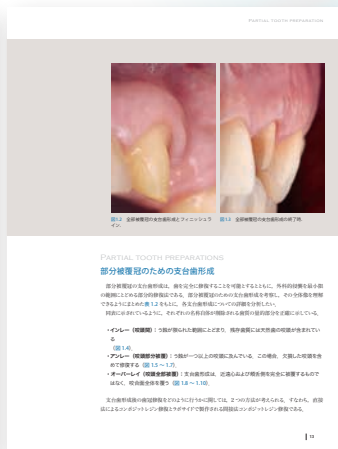 PARTIAL TOOTH PREPARATION
図1.2 全部被覆冠の支台歯形成とフィニッシュラ
イン．
図1.3 全部被覆冠の支台歯形成の終了時．
PARTIAL TOOTH PREPARATIONS
部分被覆冠のための支台歯形成
部分被覆冠の支台歯形成は，歯を完全に修復することを可能とするとともに，外科的侵襲を最小限
の範囲にとどめる部分的修復法である．部分被覆冠のための支台歯形成を考察し，その全体像を理解
できるようにまとめた表1.2をもとに，各支台歯形成についての詳細を分析したい．
同表に示されているように，それぞれの名称自体が削除される歯質の量的部分を正確に示している．
・インレー（咬頭間）：う蝕が限られた範囲にとどまり，残存歯質には天然歯の咬頭が含まれてい
る
（図1.4）．
・アンレー（咬頭部分被覆）：う蝕が一つ以上の咬頭に及んでいる．この場合，欠損した咬頭を含
めて修復する（図1.5～1.7）．
・オーバーレイ（咬頭全部被覆）：支台歯形成は，近遠心および頬舌側を完全に被覆するもので
はなく，咬合面全体を覆う（図1.8～1.10）．
支台歯形成後の歯冠修復をどのように行うかに関しては，2つの方法が考えられる．すなわち，直接
法によるコンポジットレジン修復とラボサイドで製作される間接法コンポジットレジン修復である．